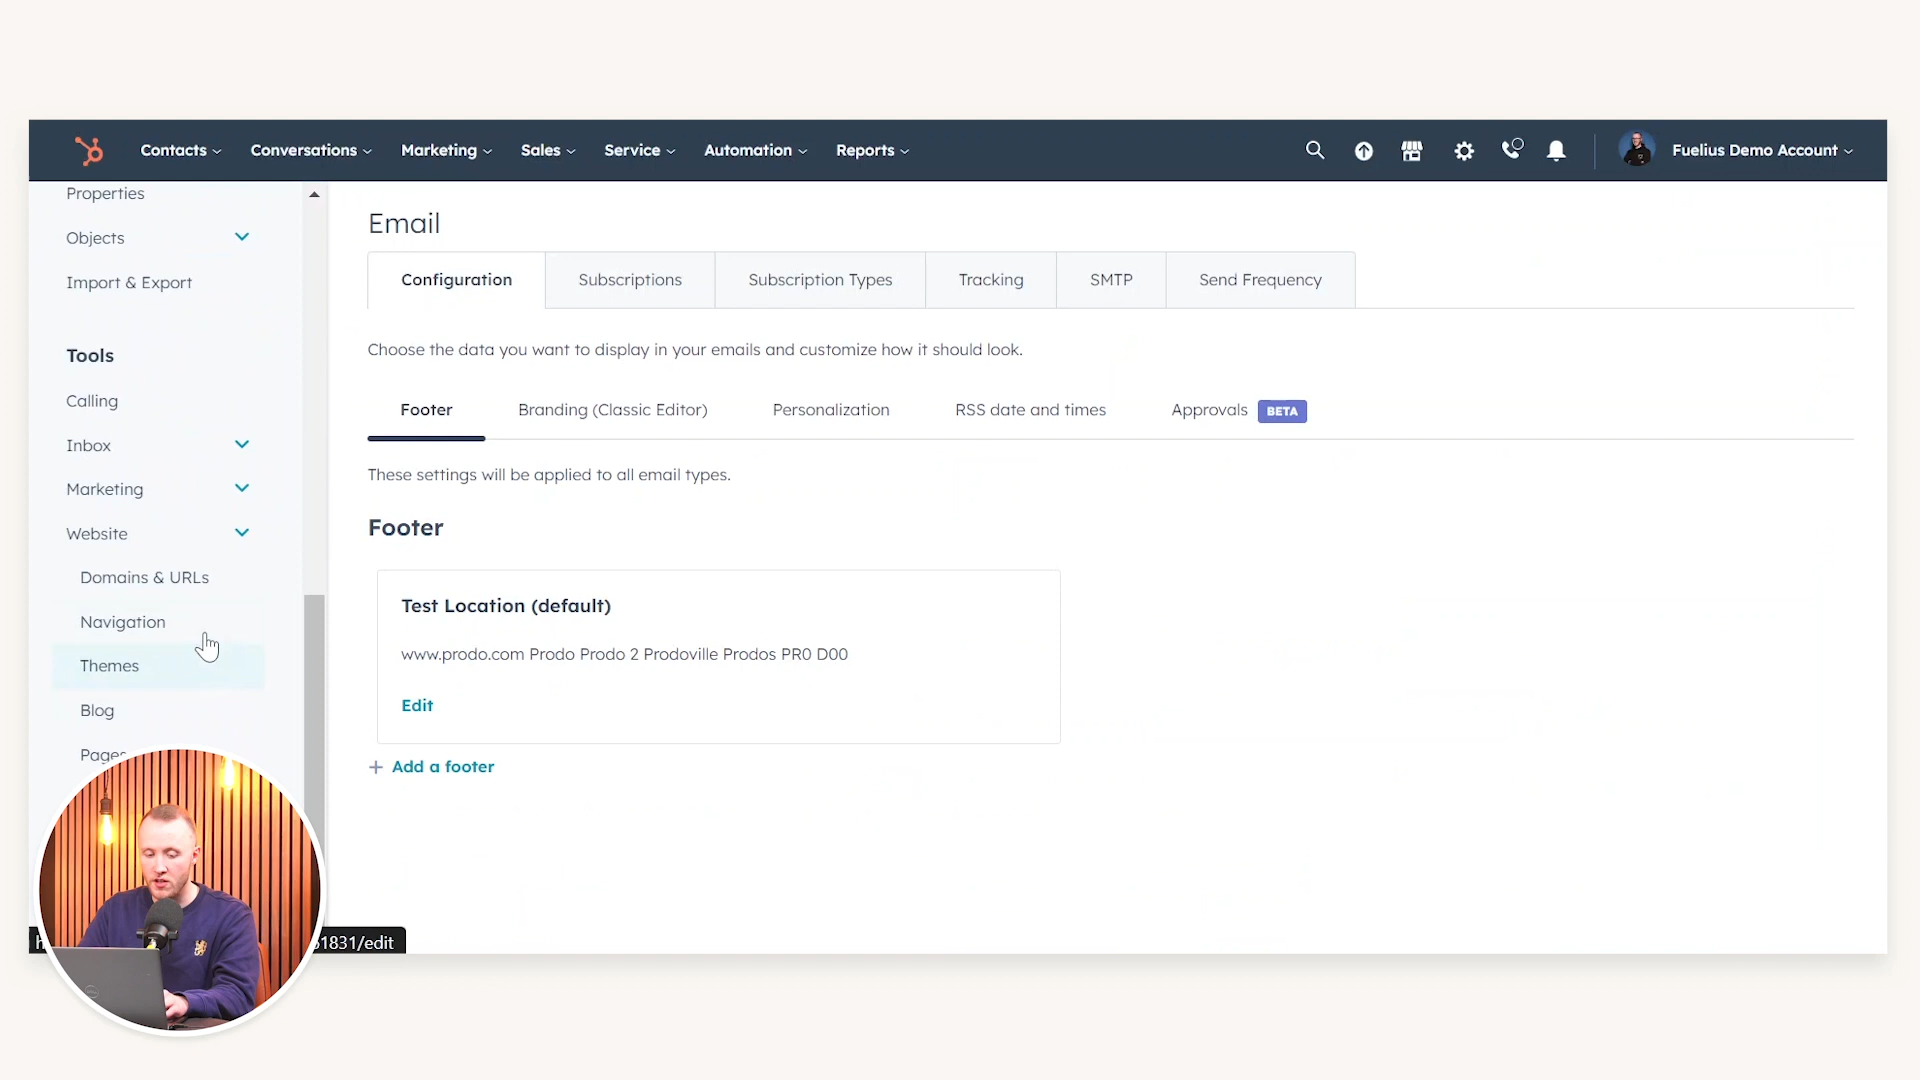 Contacts Conversations Marketing Sales Service Automation Reports Fuelius Demo Account
Properties
Objects
Import & Export
Tools
Calling
Inbox
Marketing
Website
Domains & URLs
Navigation
Themes
Blog
Pages
Email
Configuration Subscriptions Subscription Types Tracking SMTP Send Frequency
Choose the data you want to display in your emails and customize how it should look.
Footer Branding (Classic Editor) Personalization RSS date and times Approvals BETA
These settings will be applied to all email types.
Footer
Test Location (default)
www.prodo.com Prodo Prodo 2 Prodoville Prodos PR0 D00
Edit
+ Add a footer
51831/edit